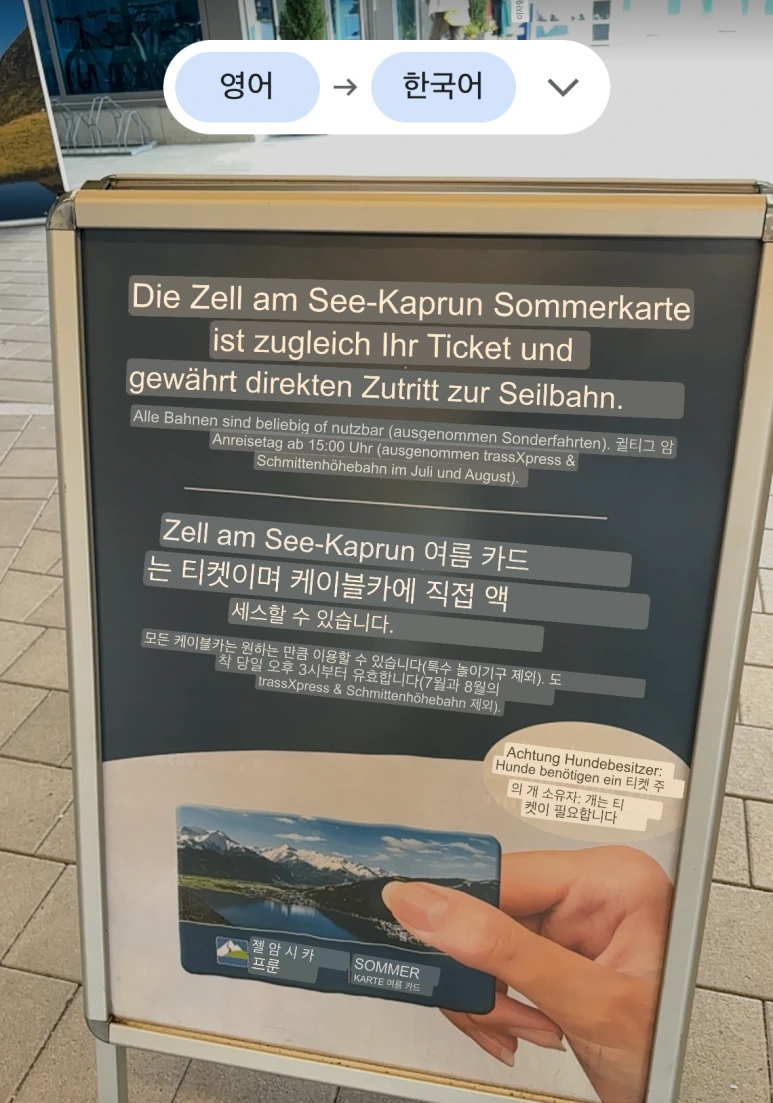 영어 → 한국어
Die Zell am See-Kaprun Sommerkarte
ist zugleich Ihr Ticket und
gewährt direkten Zutritt zur Seilbahn.
Alle Bahnen sind beliebig of nutzbar (ausgenommen Sonderfahrten). 귈티그 암
Anreisetag ab 15:00 Uhr (ausgenommen trassXpress &
Schmittenhöhebahn im Juli und August).
Zell am See-Kaprun 여름 카드
는 티켓이며 케이블카에 직접 액
세스할 수 있습니다.
모든 케이블카는 원하는 만큼 이용할 수 있습니다(특수 놀이기구 제외). 도
착 당일 오후 3시부터 유효합니다(7월과 8월의
trassXpress & Schmittenhöhebahn 제외).
Achtung Hundebesitzer:
Hunde benötigen ein 티켓 주
의 개 소유자: 개는 티
켓이 필요합니다
젤 암 시 카
프룬
SOMMER
KARTE 여름 카드